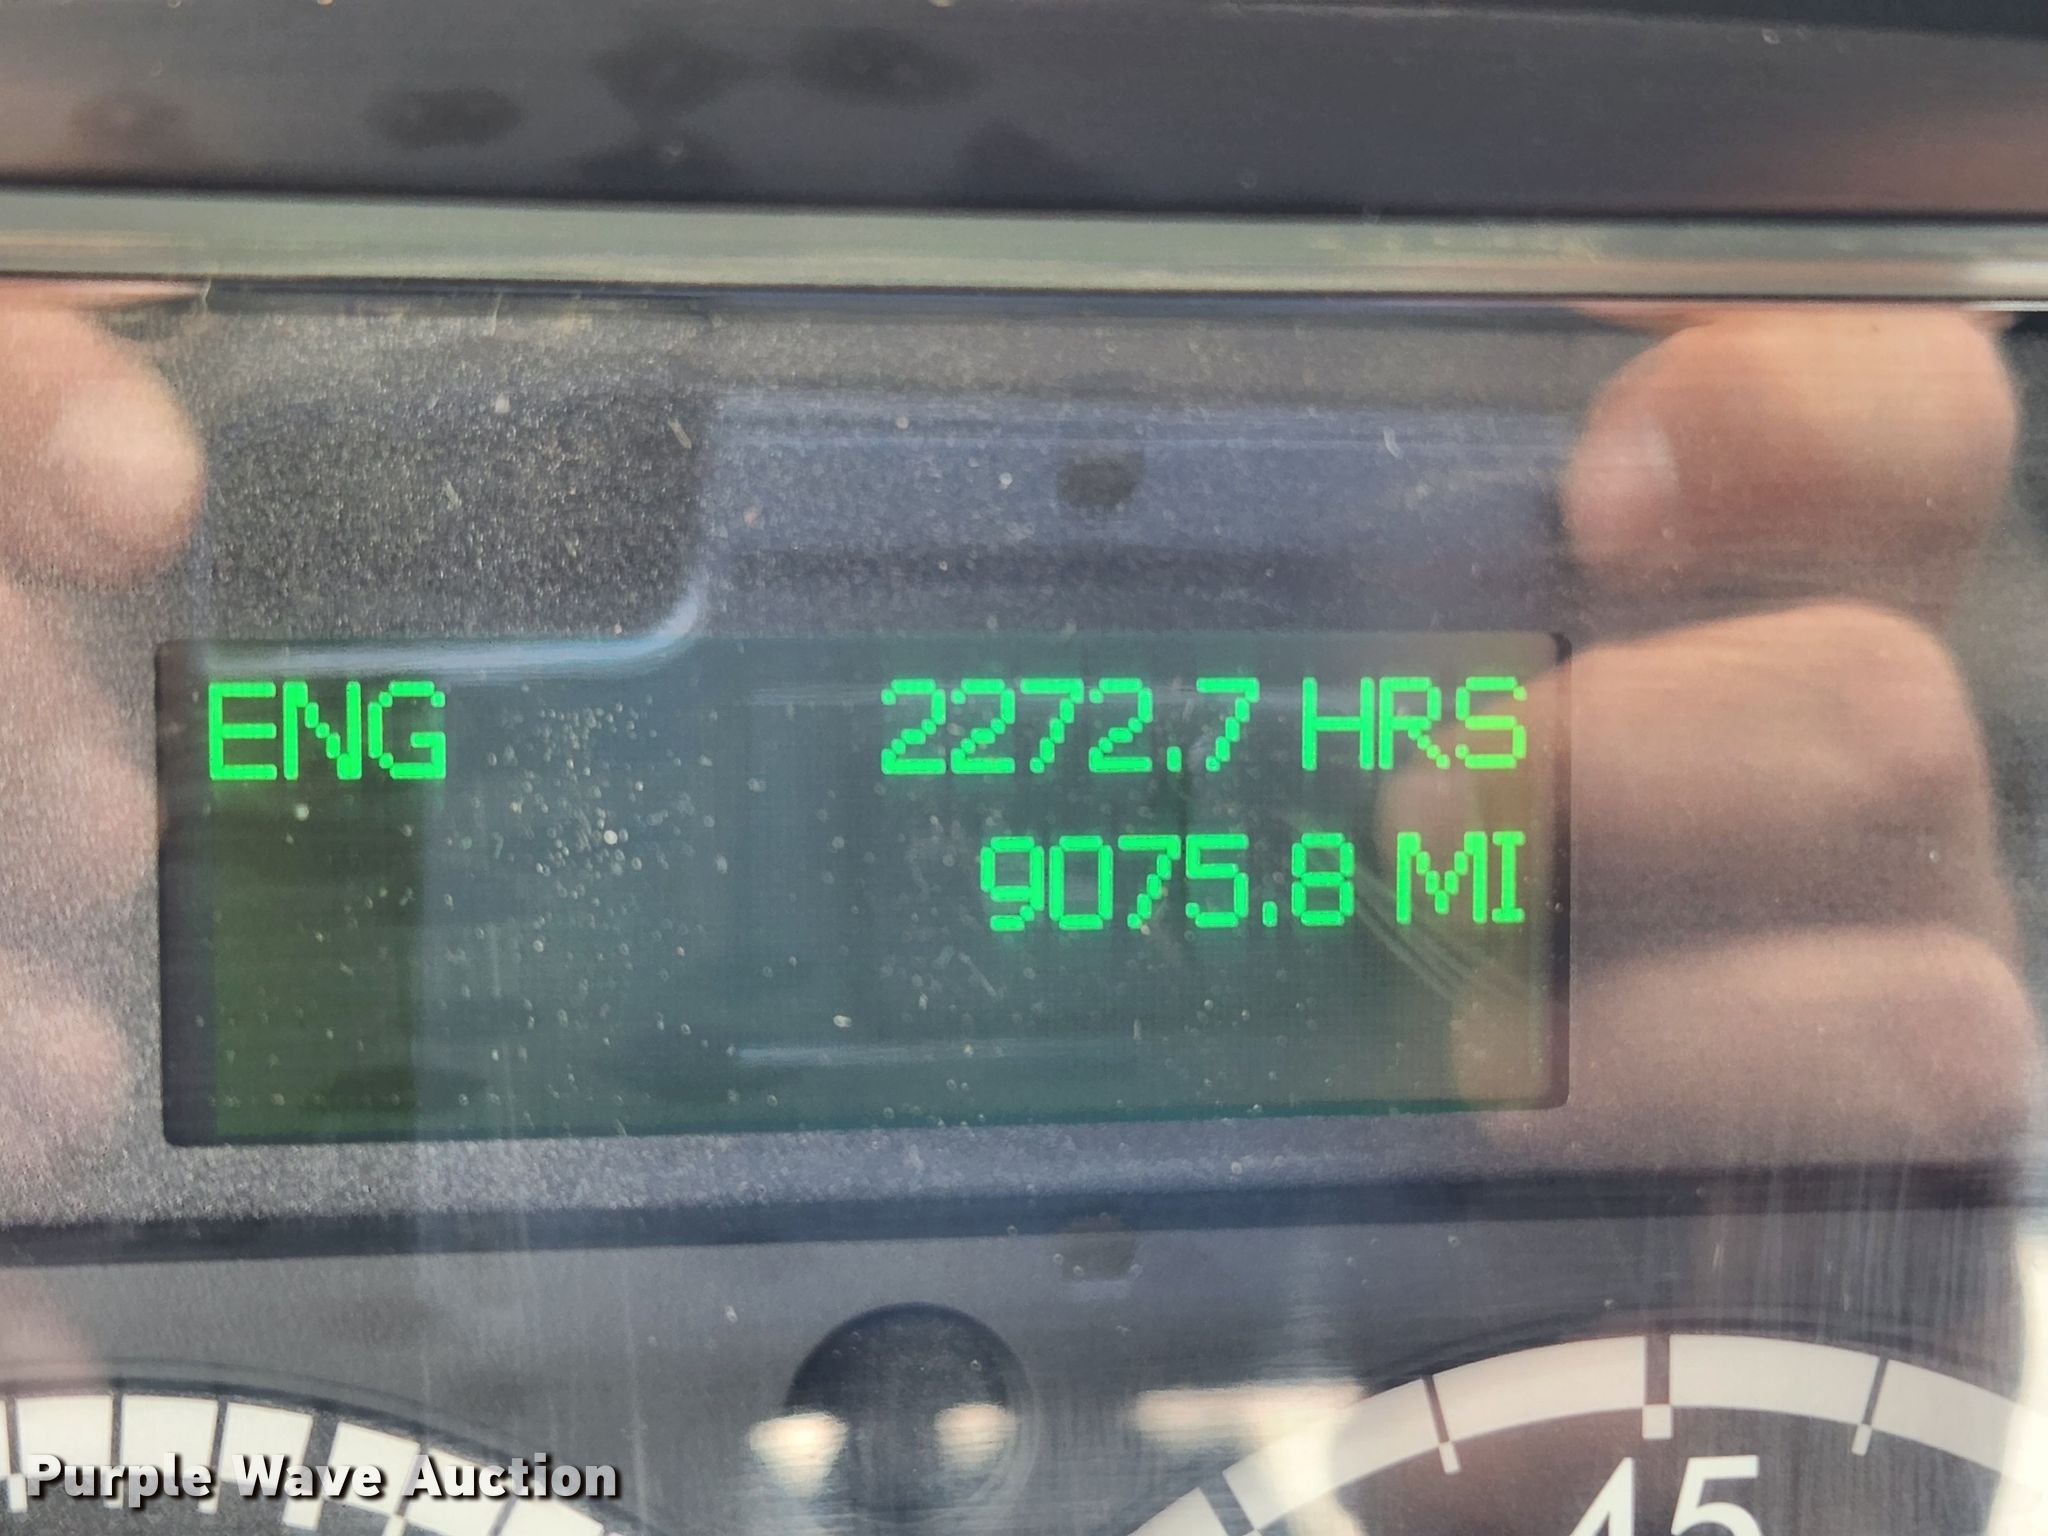 ENG 2272.7 HRS
9075.8 MI
45
Purple Wave Auction